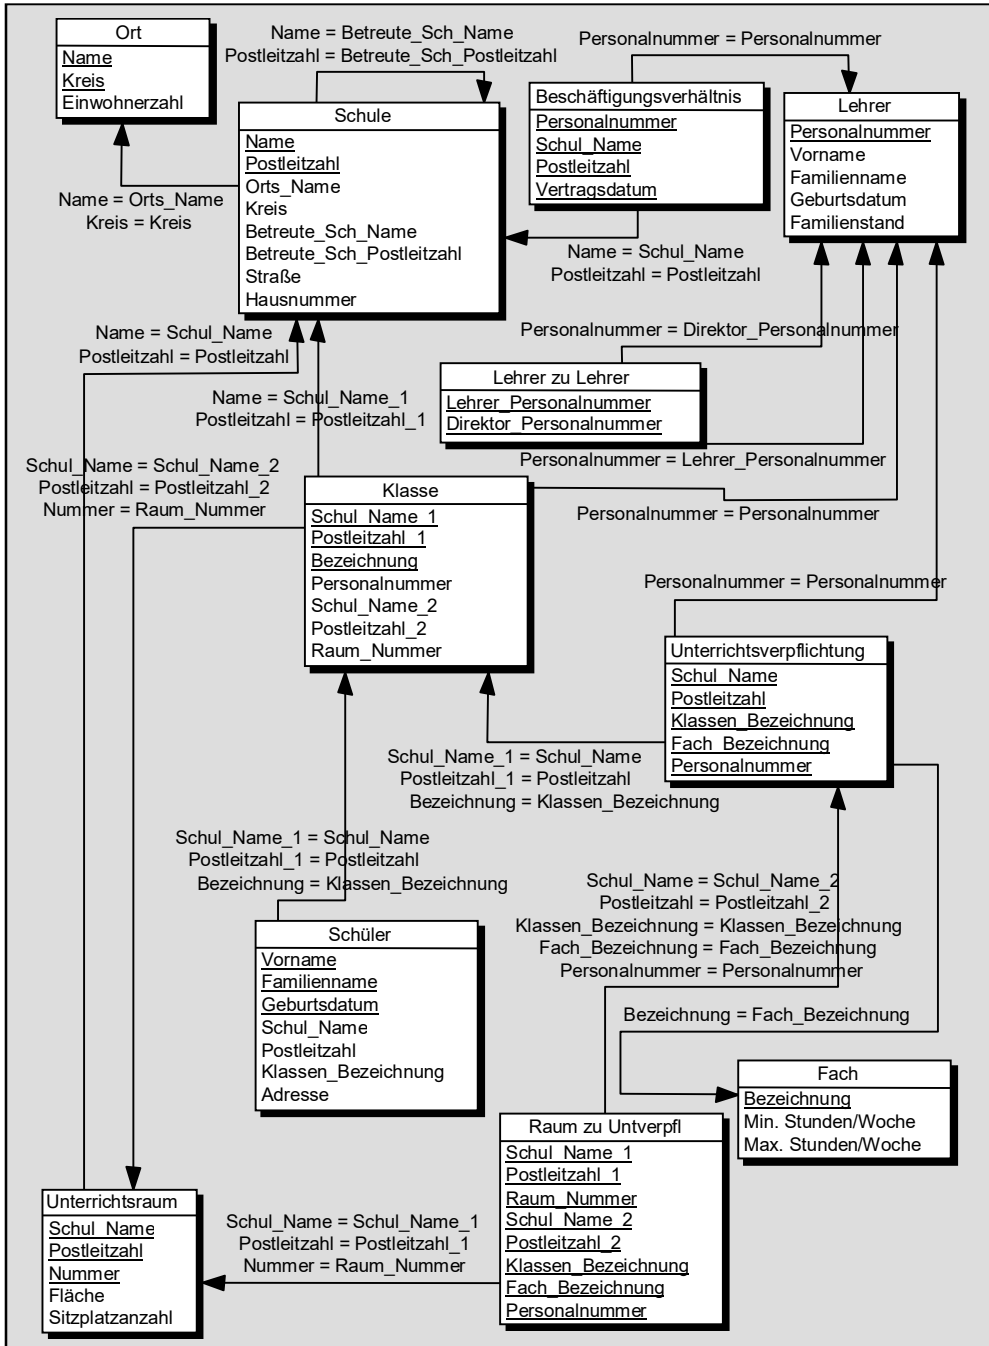 Ort
Name
Kreis
Einwohnerzahl
Name = Betreute_Sch_Name
Postleitzahl = Betreute_Sch_Postleitzahl
Schule
Name
Postleitzahl
Orts_Name
Kreis
Betreute_Sch_Name
Betreute_Sch_Postleitzahl
Straße
Hausnummer
Personalnummer = Personalnummer
Beschäftigungsverhältnis
Personalnummer
Schul_Name
Postleitzahl
Vertragsdatum
Lehrer
Personalnummer
Vorname
Familienname
Geburtsdatum
Familienstand
Name = Orts_Name
Kreis = Kreis
Name = Schul_Name
Postleitzahl = Postleitzahl
Name = Schul_Name
Postleitzahl = Postleitzahl
Personalnummer = Direktor_Personalnummer
Lehrer zu Lehrer
Lehrer_Personalnummer
Direktor_Personalnummer
Personalnummer = Lehrer_Personalnummer
Name = Schul_Name_1
Postleitzahl = Postleitzahl_1
Schul_Name = Schul_Name_2
Postleitzahl = Postleitzahl_2
Nummer = Raum_Nummer
Klasse
Schul_Name_1
Postleitzahl_1
Bezeichnung
Personalnummer
Schul_Name_2
Postleitzahl_2
Raum_Nummer
Personalnummer = Personalnummer
Personalnummer = Personalnummer
Unterrichtsverpflichtung
Schul_Name
Postleitzahl
Klassen_Bezeichnung
Fach_Bezeichnung
Personalnummer
Schul_Name_1 = Schul_Name
Postleitzahl_1 = Postleitzahl
Bezeichnung = Klassen_Bezeichnung
Schul_Name_1 = Schul_Name
Postleitzahl_1 = Postleitzahl
Bezeichnung = Klassen_Bezeichnung
Schul_Name = Schul_Name_2
Postleitzahl = Postleitzahl_2
Klassen_Bezeichnung = Klassen_Bezeichnung
Fach_Bezeichnung = Fach_Bezeichnung
Personalnummer = Personalnummer
Schüler
Vorname
Familienname
Geburtsdatum
Schul_Name
Postleitzahl
Klassen_Bezeichnung
Adresse
Bezeichnung = Fach_Bezeichnung
Fach
Bezeichnung
Min. Stunden/Woche
Max. Stunden/Woche
Raum zu Untverpfl
Schul_Name_1
Postleitzahl_1
Raum_Nummer
Schul_Name_2
Postleitzahl_2
Klassen_Bezeichnung
Fach_Bezeichnung
Personalnummer
Unterrichtsraum
Schul_Name
Postleitzahl
Nummer
Fläche
Sitzplatzanzahl
Schul_Name = Schul_Name_1
Postleitzahl = Postleitzahl_1
Nummer = Raum_Nummer